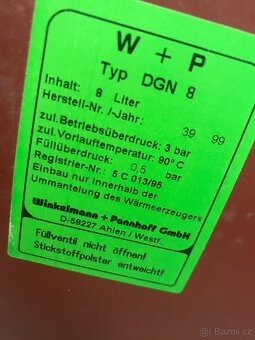 W + P
Typ DGN 8
Inhalt: 8 Liter
Herstell-Nr. /-Jahr:
39 99
zul.Betriebsüberdruck: 3 bar
zul.Vorlauftemperatur: 90°C
Füllüberdruck: 0,5 bar
Registrier-Nr.: 5 C 013/95
Einbau nur innerhalb der
Ummantelung des Wärmeerzeugers
Winkelmann + Pannhoff GmbH
D-59227 Ahlen / Westf.
Füllventil nicht öffnen!
Stickstoffpolster entweicht!
Bazoš.cz